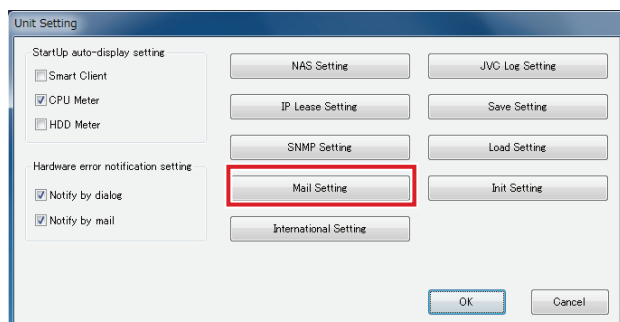 Unit Setting
StartUp auto-display setting
Smart Client
CPU Meter
HDD Meter
Hardware error notification setting
Notify by dialog
Notify by mail
NAS Setting
IP Lease Setting
SNMP Setting
Mail Setting
International Setting
JVC Log Setting
Save Setting
Load Setting
Init Setting
OK
Cancel